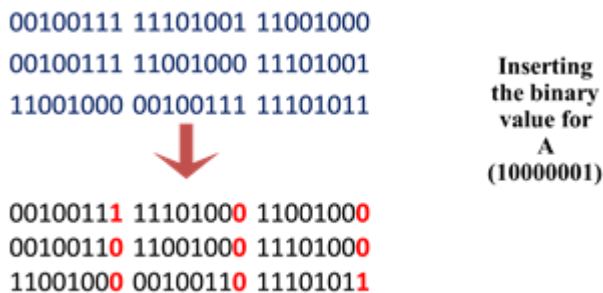 00100111 11101001 11001000
00100111 11001000 11101001
11001000 00100111 11101011
Inserting
the binary
value for
A
(10000001)
00100111 11101000 11001000
00100110 11001000 11101000
11001000 00100110 11101011